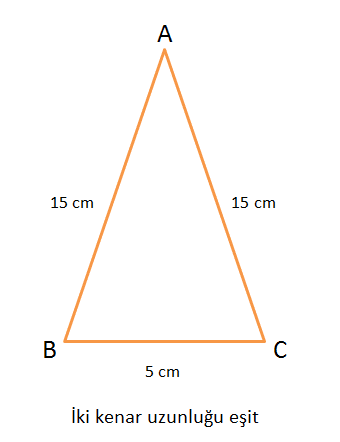 A
15 cm 15 cm
B C
5 cm
İki kenar uzunluğu eşit